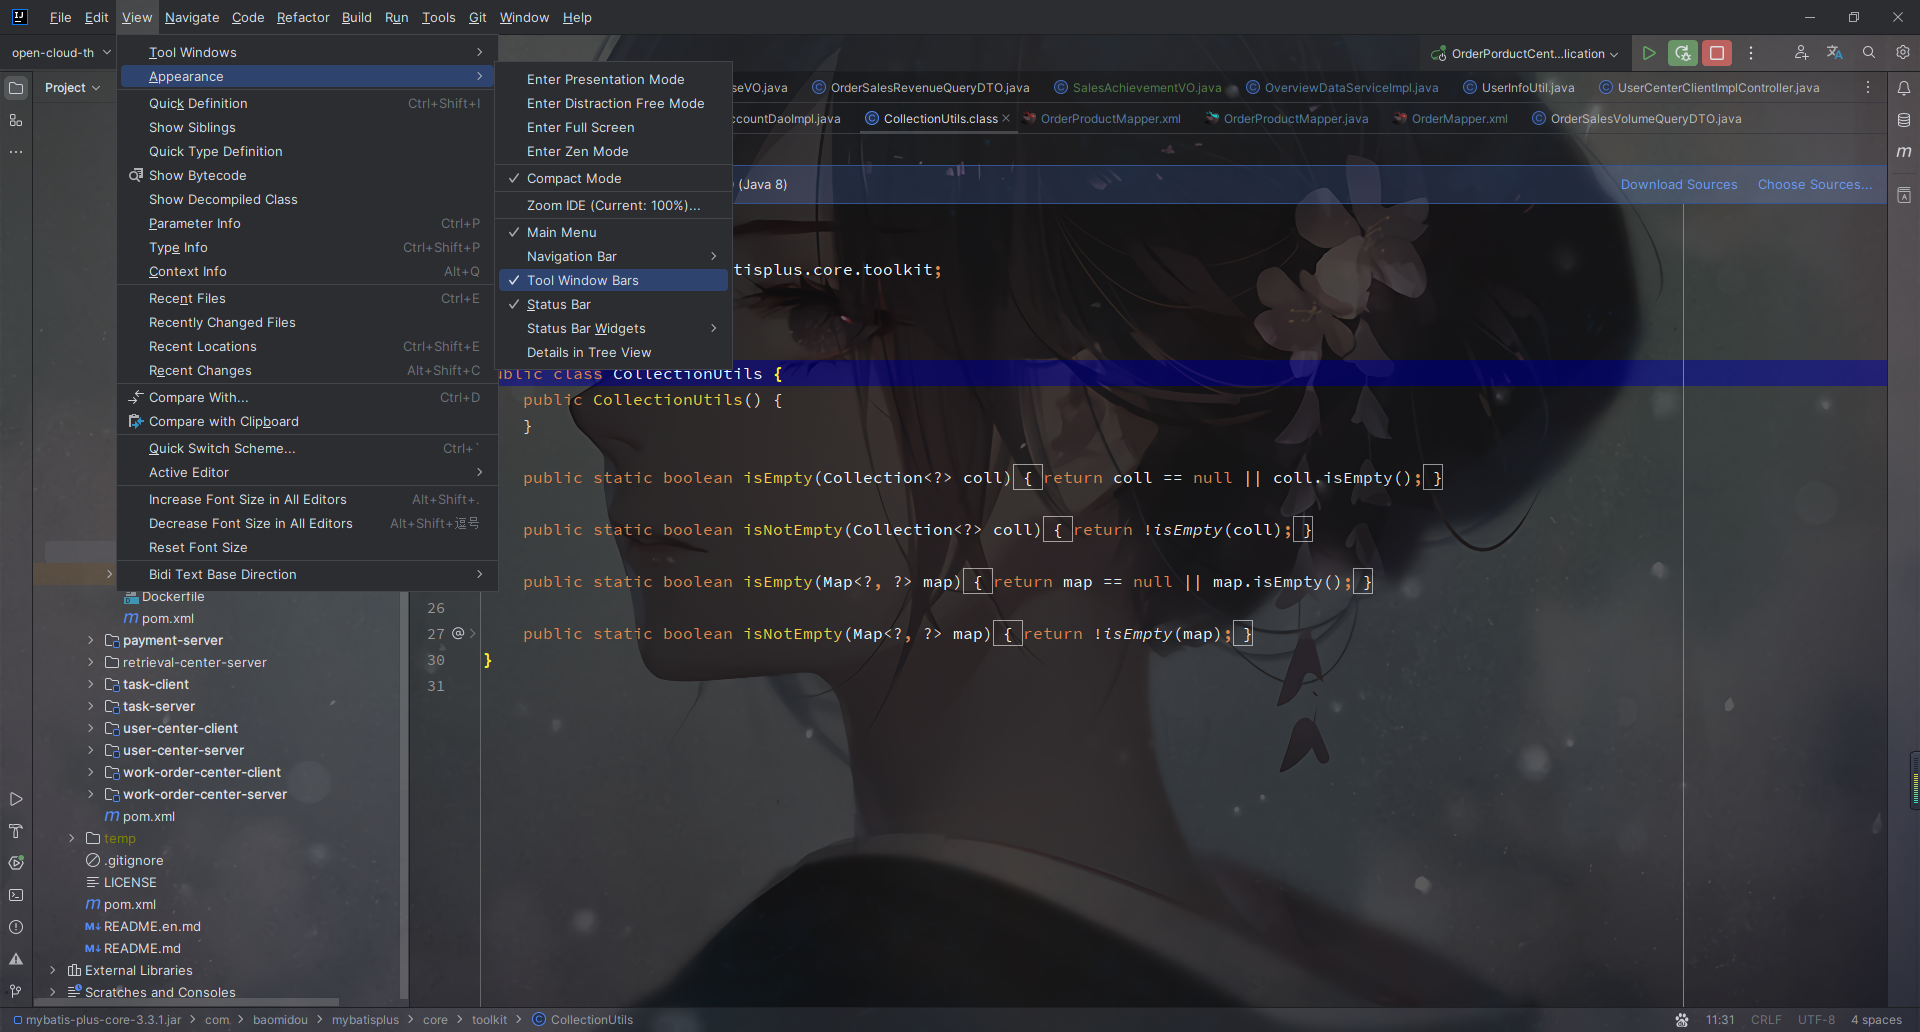 File Edit View Navigate Code Refactor Build Run Tools Git Window Help
open-cloud-th
OrderPorductCent...lication
Project
Tool Windows
Appearance
Quick Definition Ctrl+Shift+I
Show Siblings
Quick Type Definition
Show Bytecode
Show Decompiled Class
Parameter Info Ctrl+P
Type Info Ctrl+Shift+P
Context Info Alt+Q
Recent Files Ctrl+E
Recently Changed Files
Recent Locations Ctrl+Shift+E
Recent Changes Alt+Shift+C
Compare With... Ctrl+D
Compare with Clipboard
Quick Switch Scheme... Ctrl+`
Active Editor
Increase Font Size in All Editors Alt+Shift+.
Decrease Font Size in All Editors Alt+Shift+逗号
Reset Font Size
Bidi Text Base Direction
Enter Presentation Mode
Enter Distraction Free Mode
Enter Full Screen
Enter Zen Mode
Compact Mode
Zoom IDE (Current: 100%)...
Main Menu
Navigation Bar
Tool Window Bars
Status Bar
Status Bar Widgets
Details in Tree View
seVO.java OrderSalesRevenueQueryDTO.java SalesAchievementVO.java OverviewDataServiceImpl.java UserInfoUtil.java UserCenterClientImplController.java
ccountDaoImpl.java CollectionUtils.class OrderProductMapper.xml OrderProductMapper.java OrderMapper.xml OrderSalesVolumeQueryDTO.java
(Java 8) Download Sources Choose Sources...
tisplus.core.toolkit;
ublic class CollectionUtils {
public CollectionUtils() {
}
public static boolean isEmpty(Collection<?> coll) { return coll == null || coll.isEmpty(); }
public static boolean isNotEmpty(Collection<?> coll) { return !isEmpty(coll); }
public static boolean isEmpty(Map<?, ?> map) { return map == null || map.isEmpty(); }
26
27 @ public static boolean isNotEmpty(Map<?, ?> map) { return !isEmpty(map); }
30 }
31
Dockerfile
pom.xml
payment-server
retrieval-center-server
task-client
task-server
user-center-client
user-center-server
work-order-center-client
work-order-center-server
pom.xml
temp
.gitignore
LICENSE
pom.xml
README.en.md
README.md
External Libraries
Scratches and Consoles
mybatis-plus-core-3.3.1.jar > com > baomidou > mybatisplus > core > toolkit > CollectionUtils
11:31 CRLF UTF-8 4 spaces